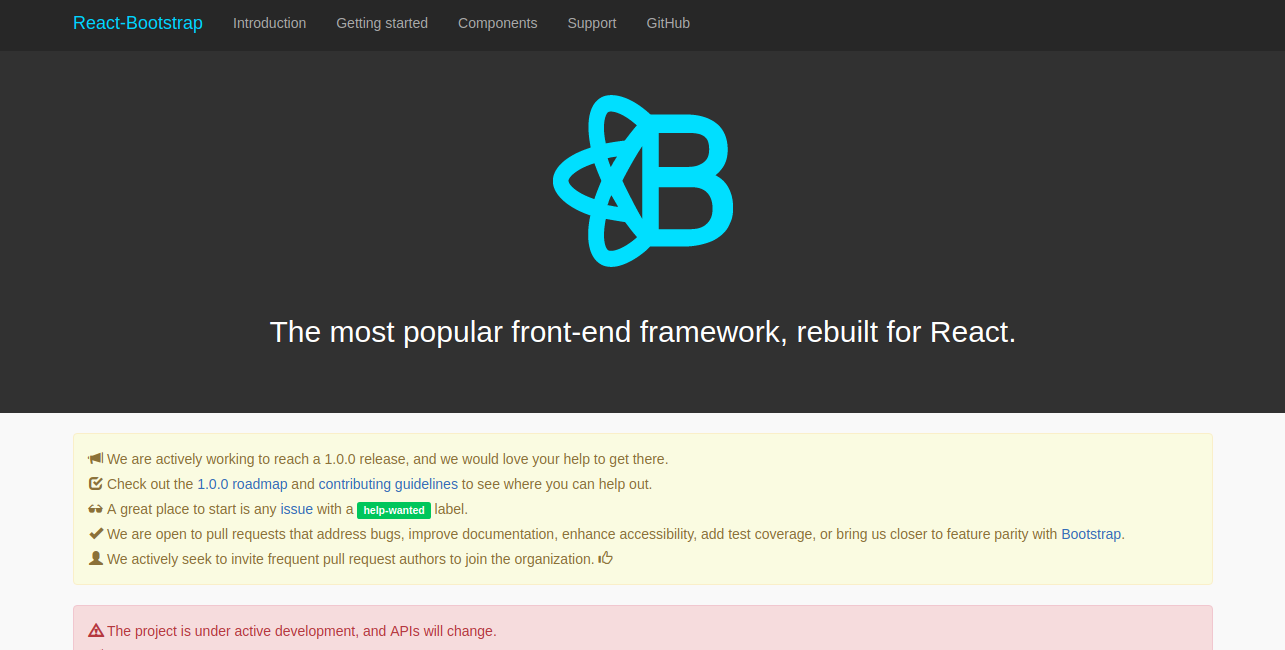 React-Bootstrap Introduction Getting started Components Support GitHub
B
The most popular front-end framework, rebuilt for React.
We are actively working to reach a 1.0.0 release, and we would love your help to get there.
Check out the 1.0.0 roadmap and contributing guidelines to see where you can help out.
A great place to start is any issue with a help-wanted label.
We are open to pull requests that address bugs, improve documentation, enhance accessibility, add test coverage, or bring us closer to feature parity with Bootstrap.
We actively seek to invite frequent pull request authors to join the organization.
The project is under active development, and APIs will change.